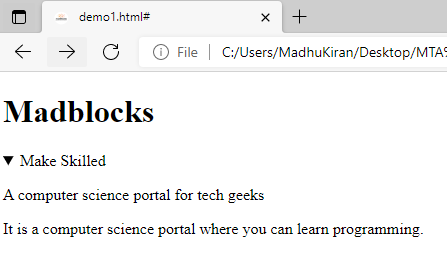 demo1.html#
File
C:/Users/MadhuKiran/Desktop/MTA%
Madblocks
Make Skilled
A computer science portal for tech geeks
It is a computer science portal where you can learn programming.